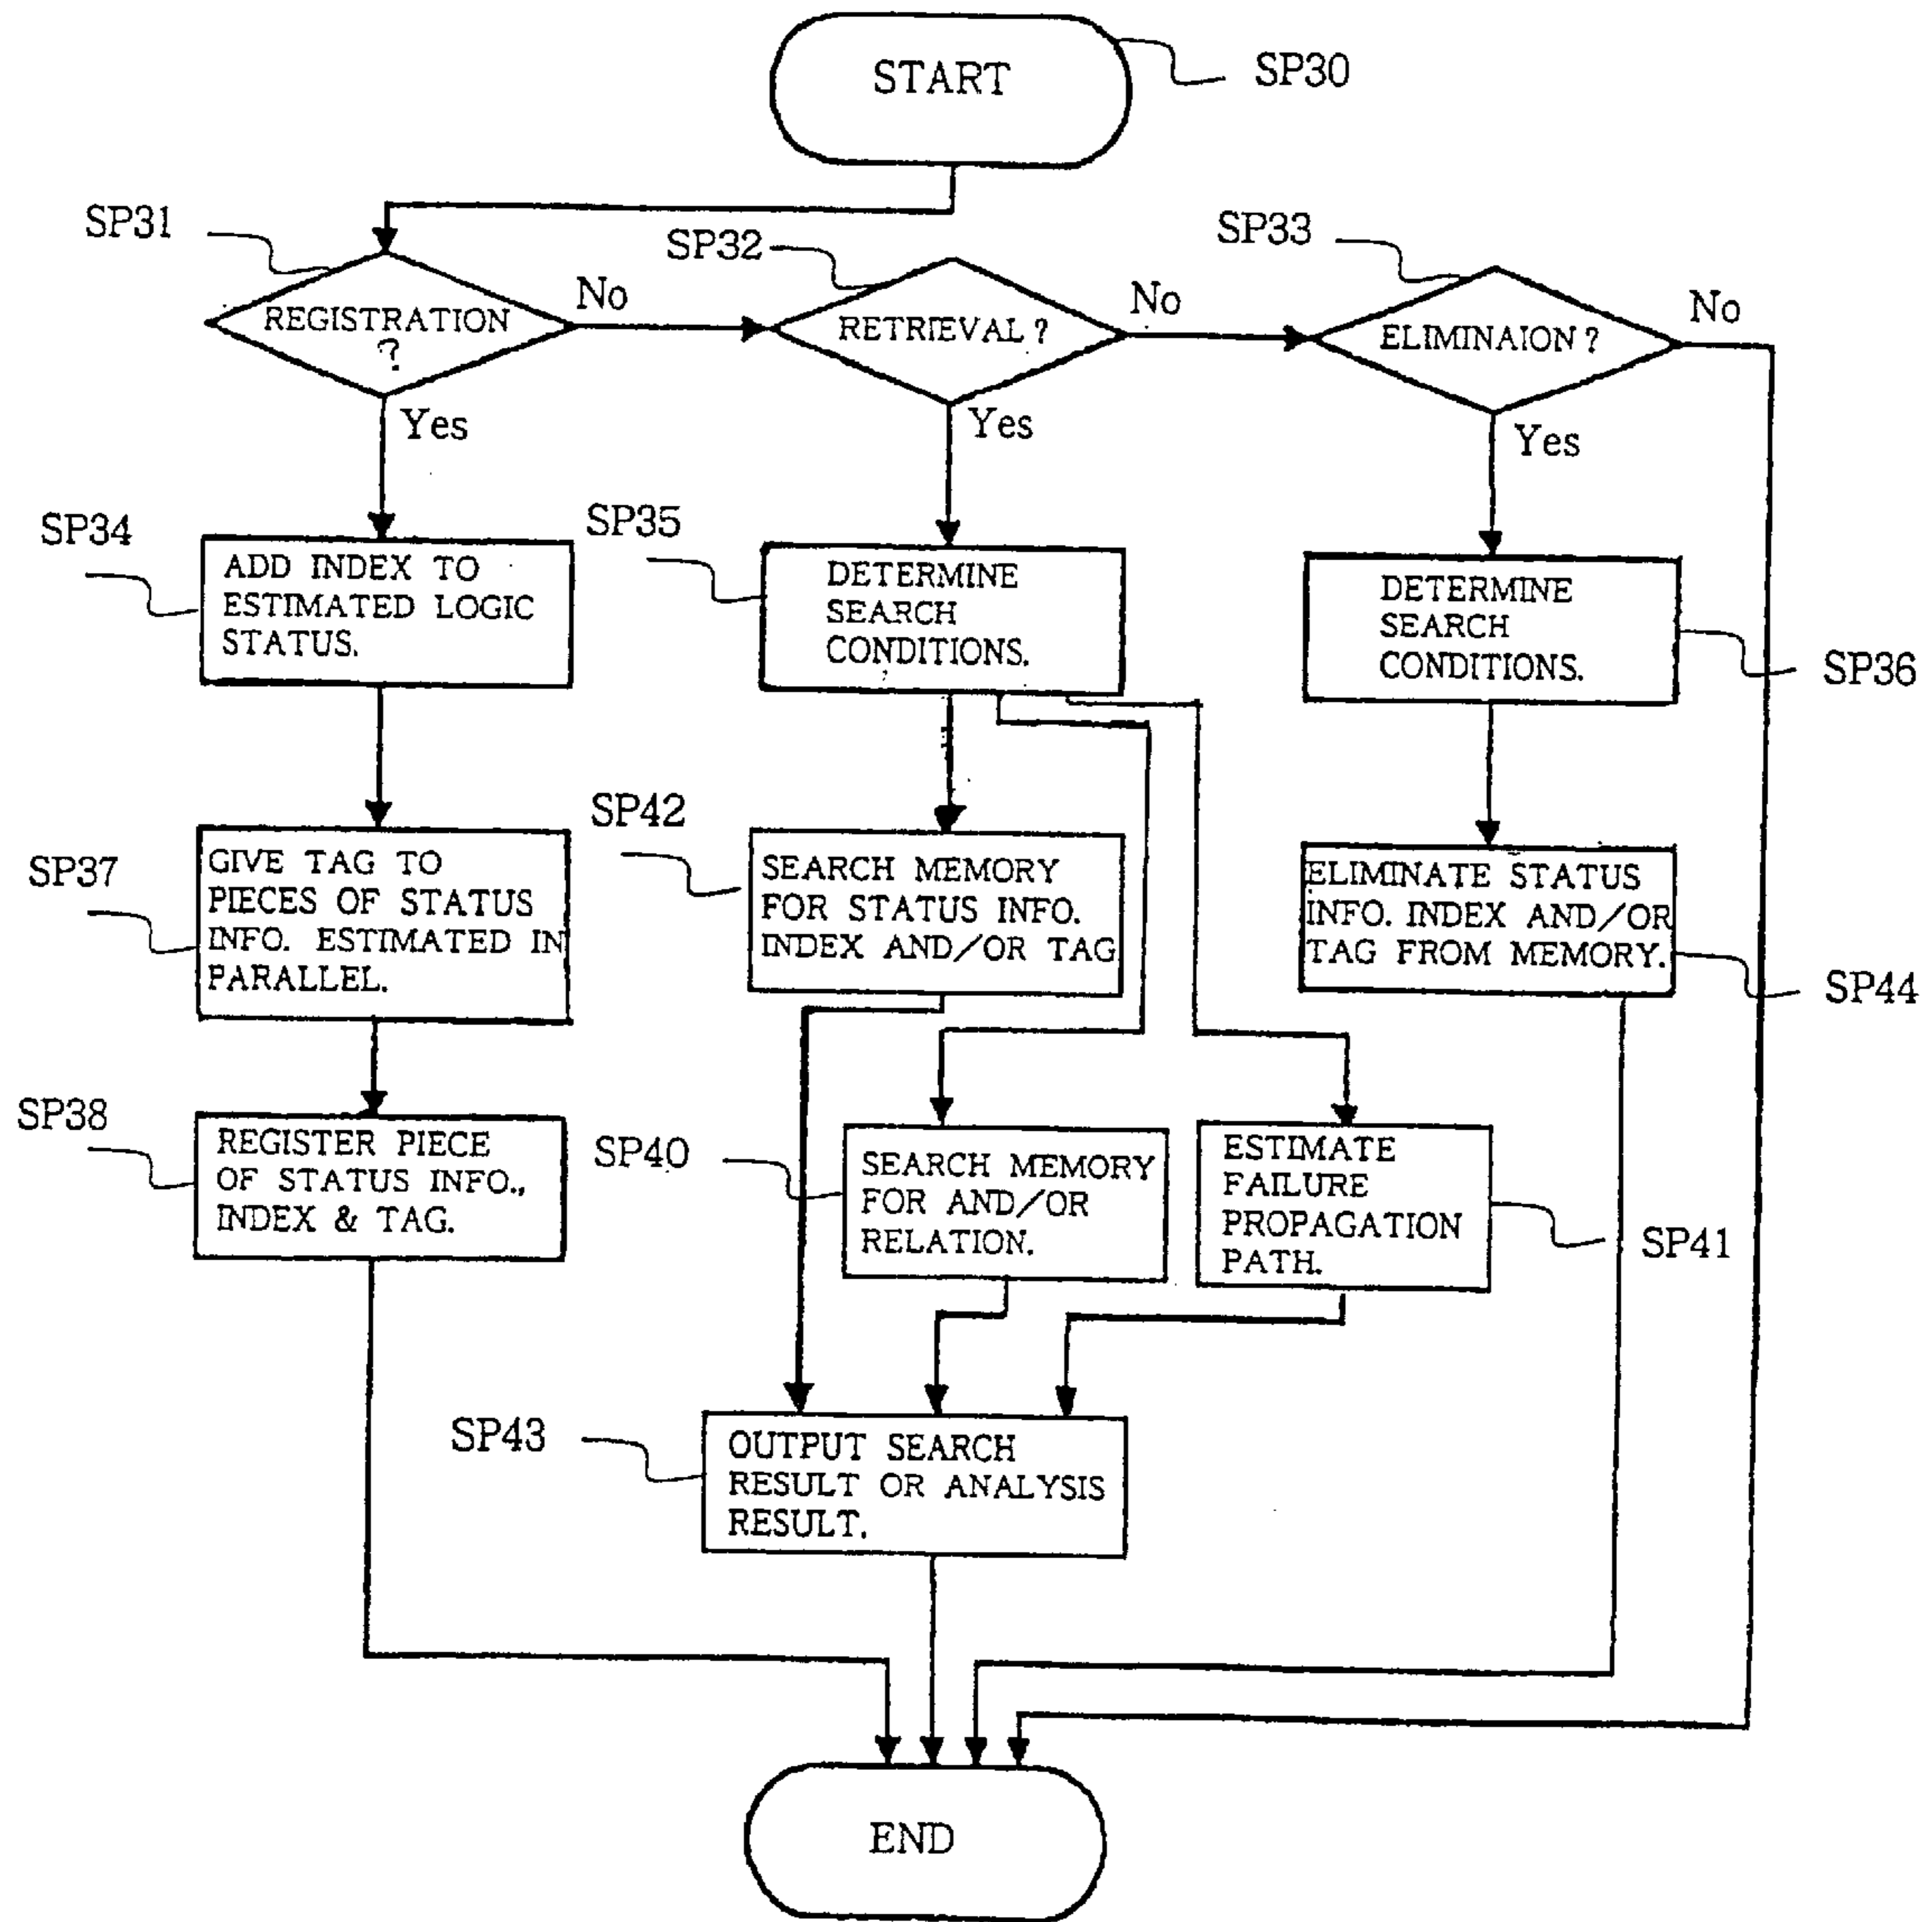 START
SP30
SP31
REGISTRATION
?
No
SP32
RETRIEVAL ?
No
SP33
ELIMINAION ?
No
Yes
Yes
Yes
SP34
ADD INDEX TO
ESTIMATED LOGIC
STATUS.
SP35
DETERMINE
SEARCH
CONDITIONS.
DETERMINE
SEARCH
CONDITIONS.
SP36
SP37
GIVE TAG TO
PIECES OF STATUS
INFO. ESTIMATED IN
PARALLEL.
SP42
SEARCH MEMORY
FOR STATUS INFO.
INDEX AND/OR TAG
ELIMINATE STATUS
INFO. INDEX AND/OR
TAG FROM MEMORY.
SP44
SP38
REGISTER PIECE
OF STATUS INFO.,
INDEX & TAG.
SP40
SEARCH MEMORY
FOR AND/OR
RELATION.
ESTIMATE
FAILURE
PROPAGATION
PATH.
SP41
SP43
OUTPUT SEARCH
RESULT OR ANALYSIS
RESULT.
END